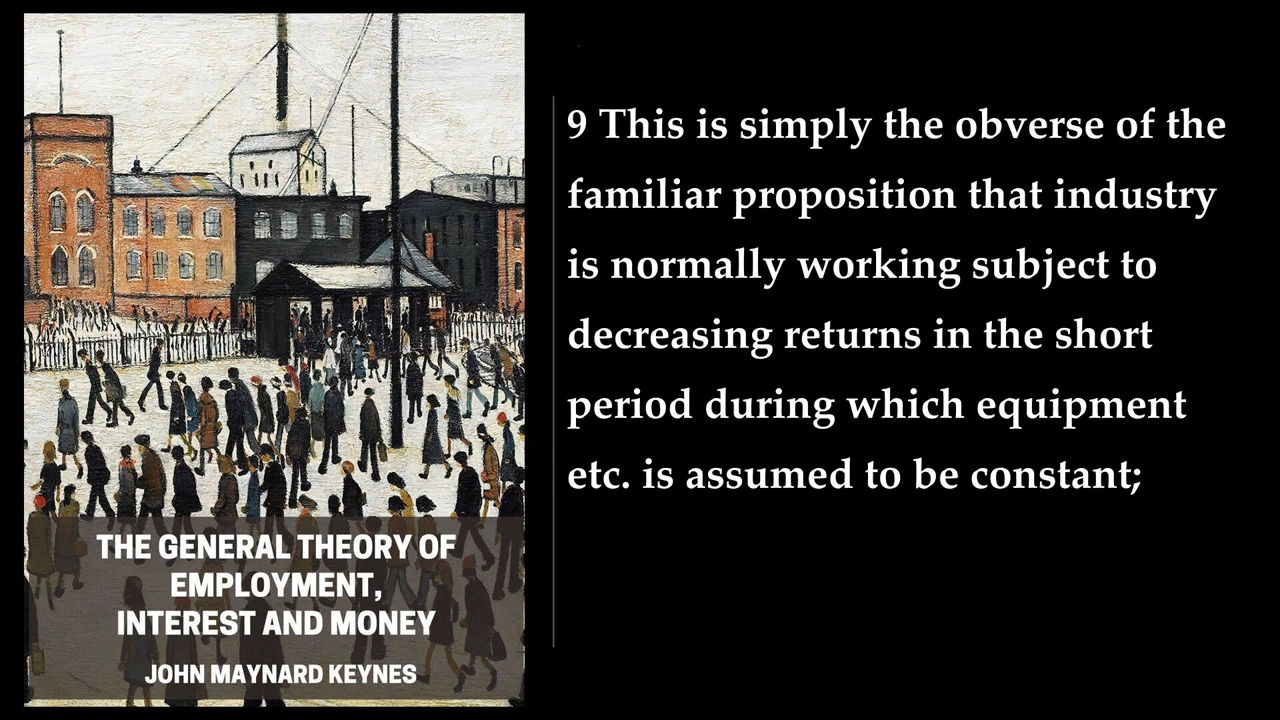 THE GENERAL THEORY OF
EMPLOYMENT,
INTEREST AND MONEY
JOHN MAYNARD KEYNES
9 This is simply the obverse of the
familiar proposition that industry
is normally working subject to
decreasing returns in the short
period during which equipment
etc. is assumed to be constant;